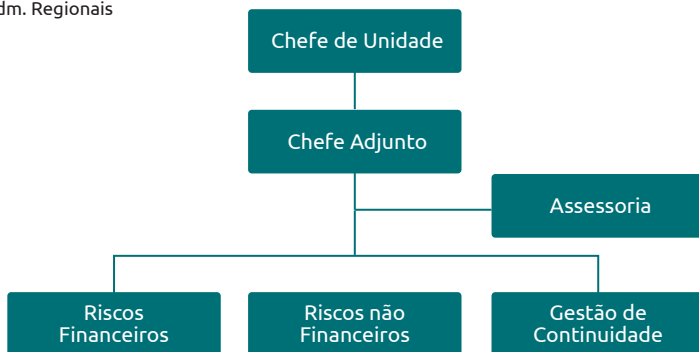 dm. Regionais
Chefe de Unidade
Chefe Adjunto
Assessoria
Riscos
Financeiros
Riscos não
Financeiros
Gestão de
Continuidade